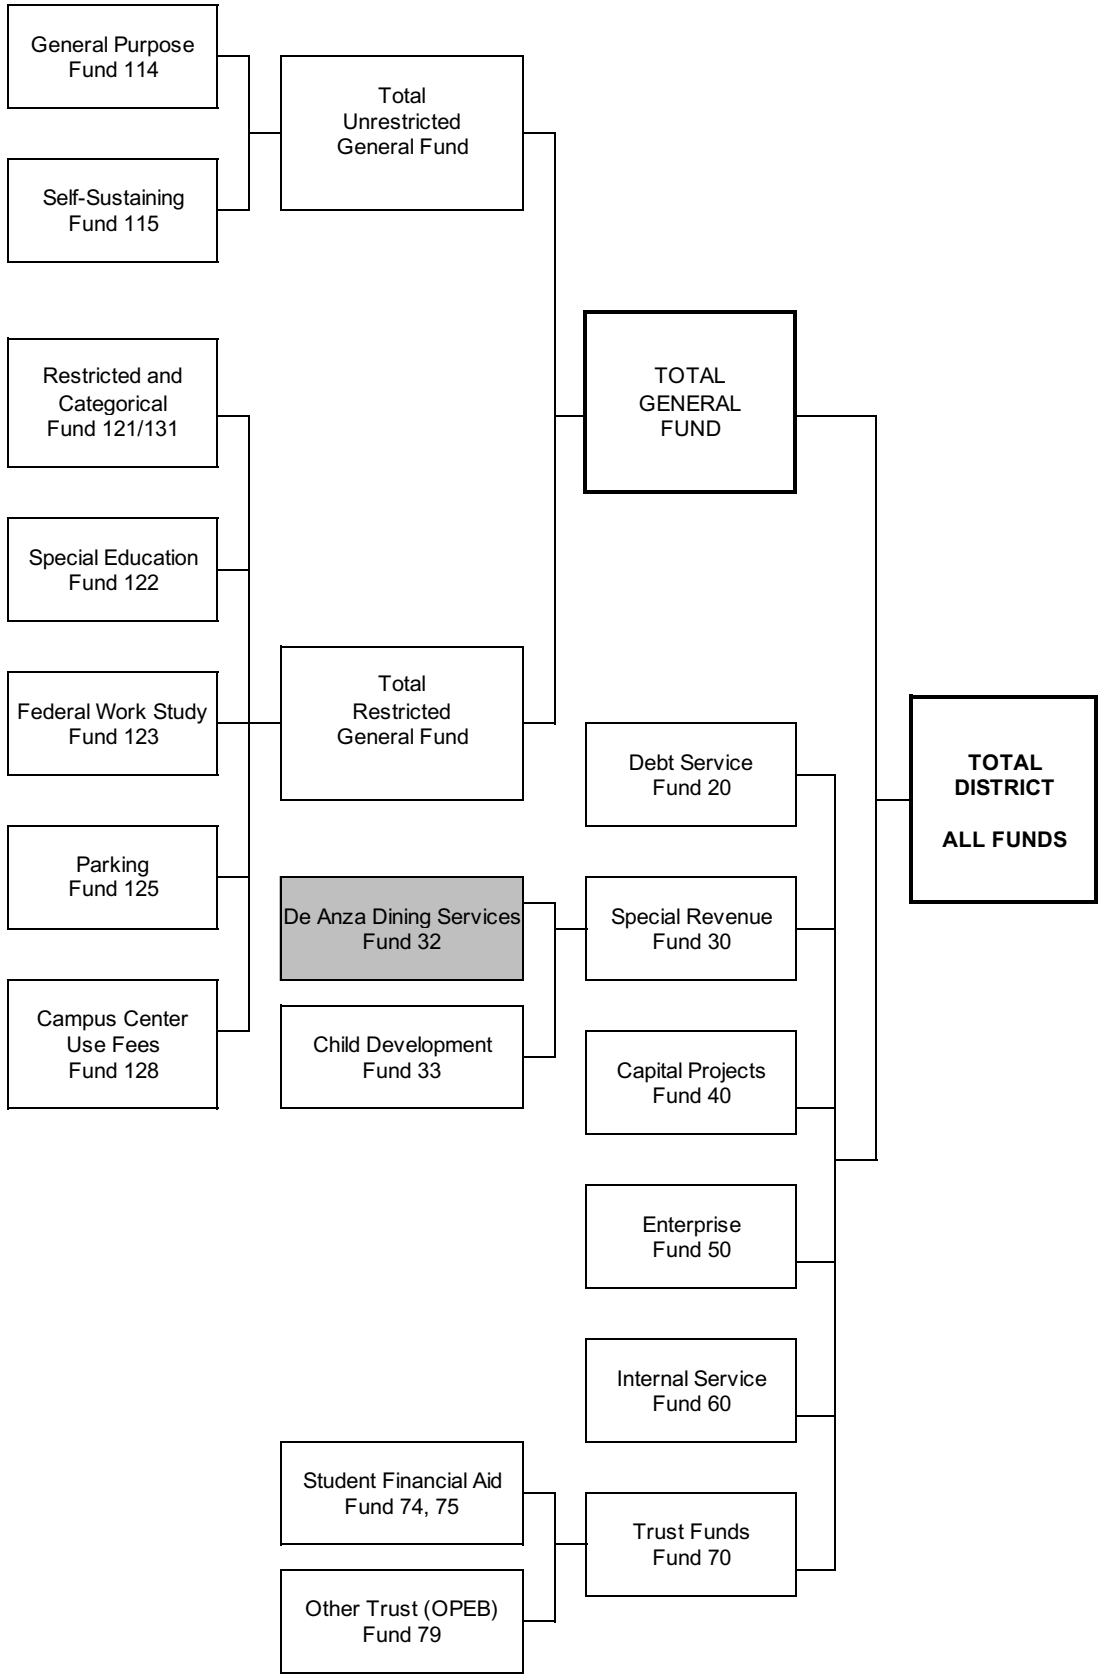 General Purpose
Fund 114
Total
Unrestricted
General Fund
Self-Sustaining
Fund 115
Restricted and
Categorical
Fund 121/131
TOTAL
GENERAL
FUND
Special Education
Fund 122
Federal Work Study
Fund 123
Total
Restricted
General Fund
Debt Service
Fund 20
TOTAL
DISTRICT
ALL FUNDS
Parking
Fund 125
De Anza Dining Services
Fund 32
Special Revenue
Fund 30
Campus Center
Use Fees
Fund 128
Child Development
Fund 33
Capital Projects
Fund 40
Enterprise
Fund 50
Internal Service
Fund 60
Student Financial Aid
Fund 74, 75
Trust Funds
Fund 70
Other Trust (OPEB)
Fund 79